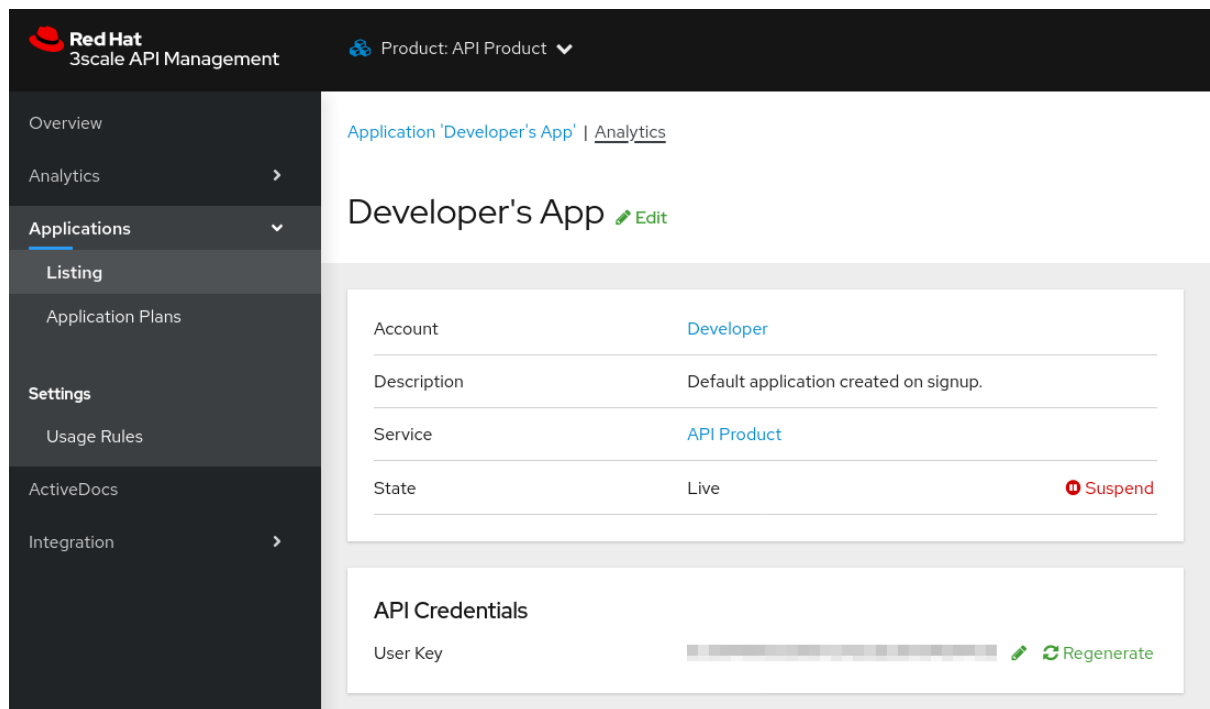 Red Hat
3scale API Management
Product: API Product
Overview
Analytics
Applications
Listing
Application Plans
Settings
Usage Rules
ActiveDocs
Integration
Application 'Developer's App' | Analytics
Developer's App Edit
Account Developer
Description Default application created on signup.
Service API Product
State Live Suspend
API Credentials
User Key Regenerate